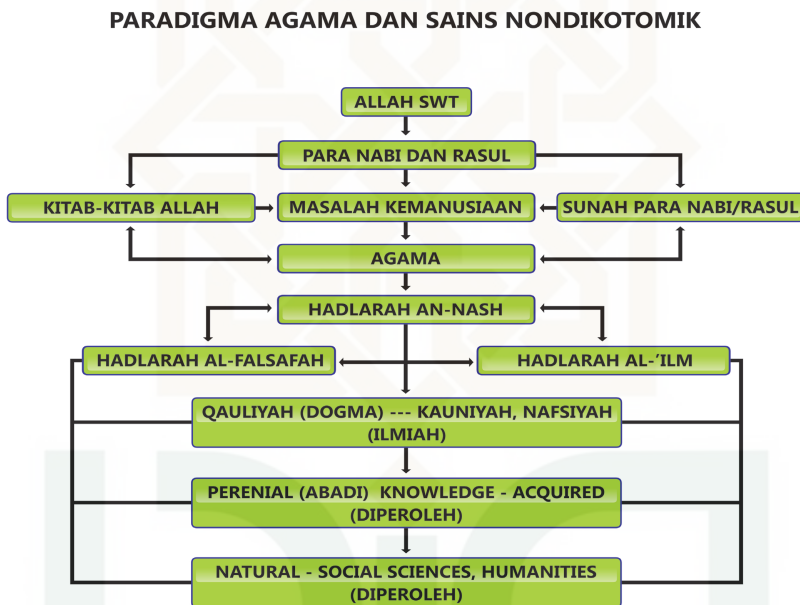 PARADIGMA AGAMA DAN SAINS NONDIKOTOMIK
ALLAH SWT
PARA NABI DAN RASUL
KITAB-KITAB ALLAH
MASALAH KEMANUSIAAN
SUNAH PARA NABI/RASUL
AGAMA
HADLARAH AN-NASH
HADLARAH AL-FALSAFAH
HADLARAH AL-'ILM
QAULIYAH (DOGMA) --- KAUNIYAH, NAFSIYAH
(ILMIAH)
PERENIAL (ABADI) KNOWLEDGE - ACQUIRED
(DIPEROLEH)
NATURAL - SOCIAL SCIENCES, HUMANITIES
(DIPEROLEH)